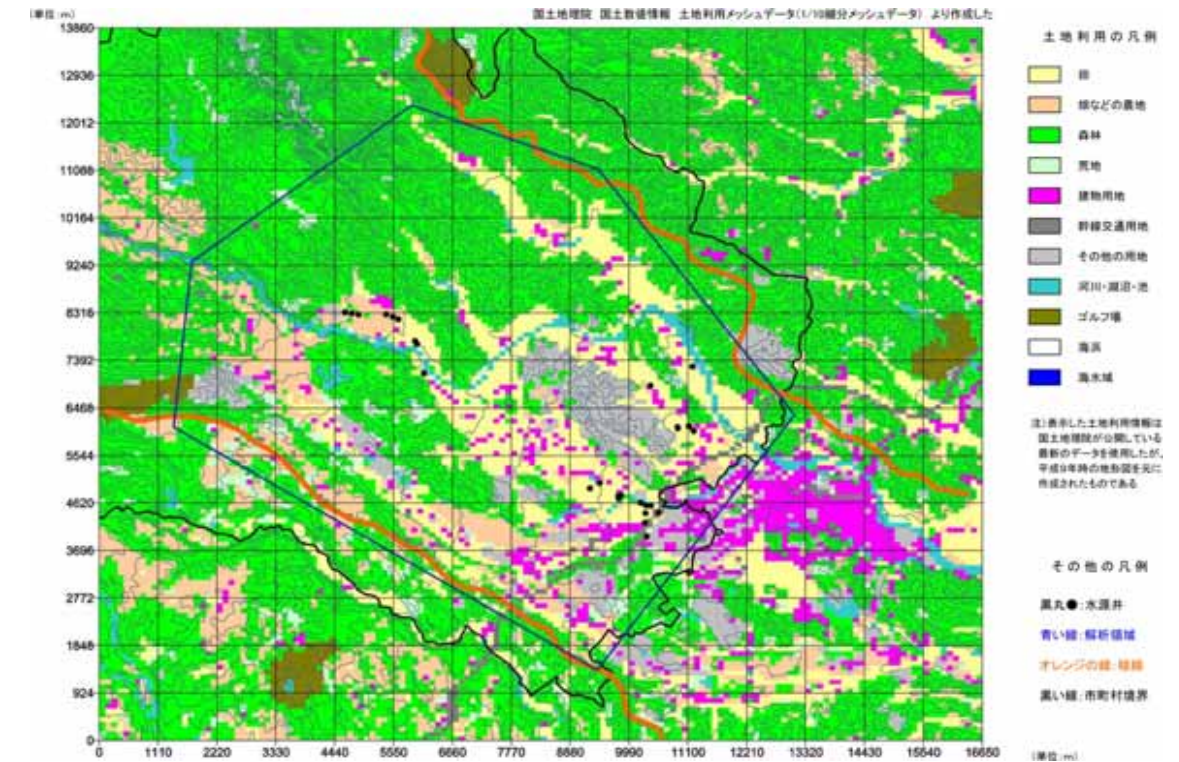 (単位:m)
国土地理院 国土数値情報 土地利用メッシュデータ(1/10細分メッシュデータ) より作成した
13860
12936
12012
11088
10164
9240
8316
7392
6468
5544
4620
3696
2772
1848
924
0
0 1110 2220 3330 4440 5550 6660 7770 8880 9990 11100 12210 13320 14430 15540 16650
土地利用の凡例
田
畑などの農地
森林
荒地
建物用地
幹線交通用地
その他の用地
河川・湖沼・池
ゴルフ場
海浜
海水域
注)表示した土地利用情報は
国土地理院が公開している
最新のデータを使用したが、
平成9年時の地形図を元に
作成されたものである
その他の凡例
黒丸●:水源井
青い線:解析領域
オレンジの線:稜線
黒い線:市町村境界
(単位:m)